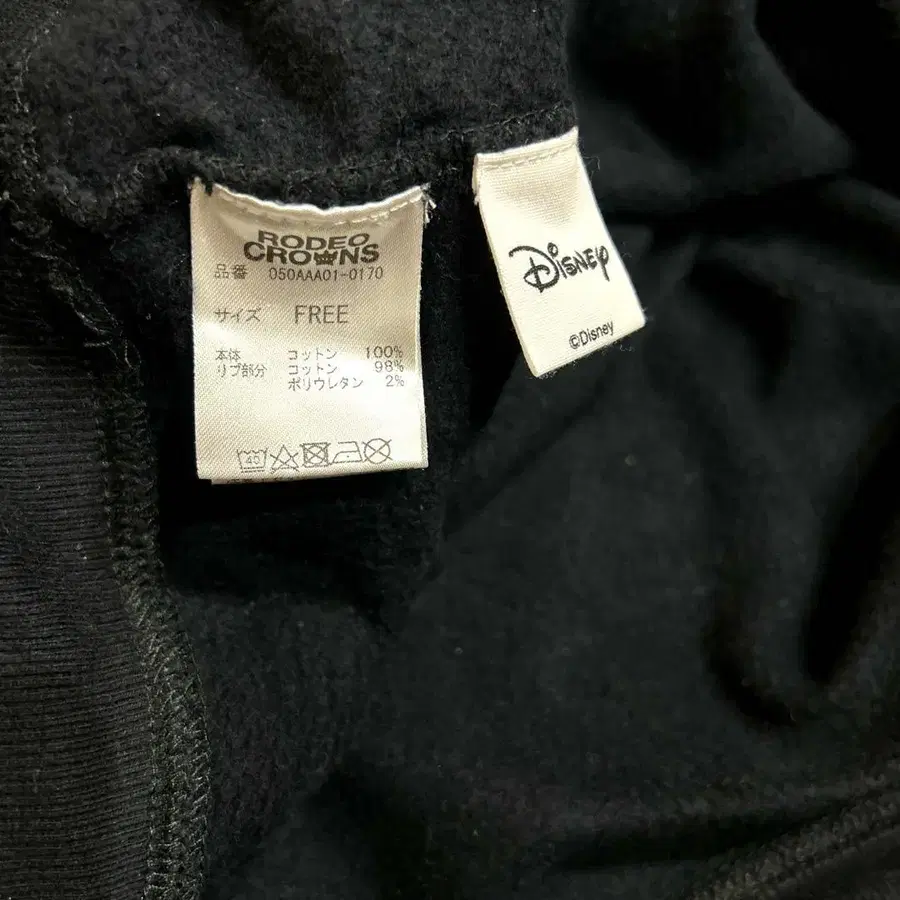 RODEO
CROWNS
品番 050AAA01-0170
サイズ FREE
本体 コットン 100%
リブ部分 コットン 98%
ポリウレタン 2%
40
Disney
©Disney